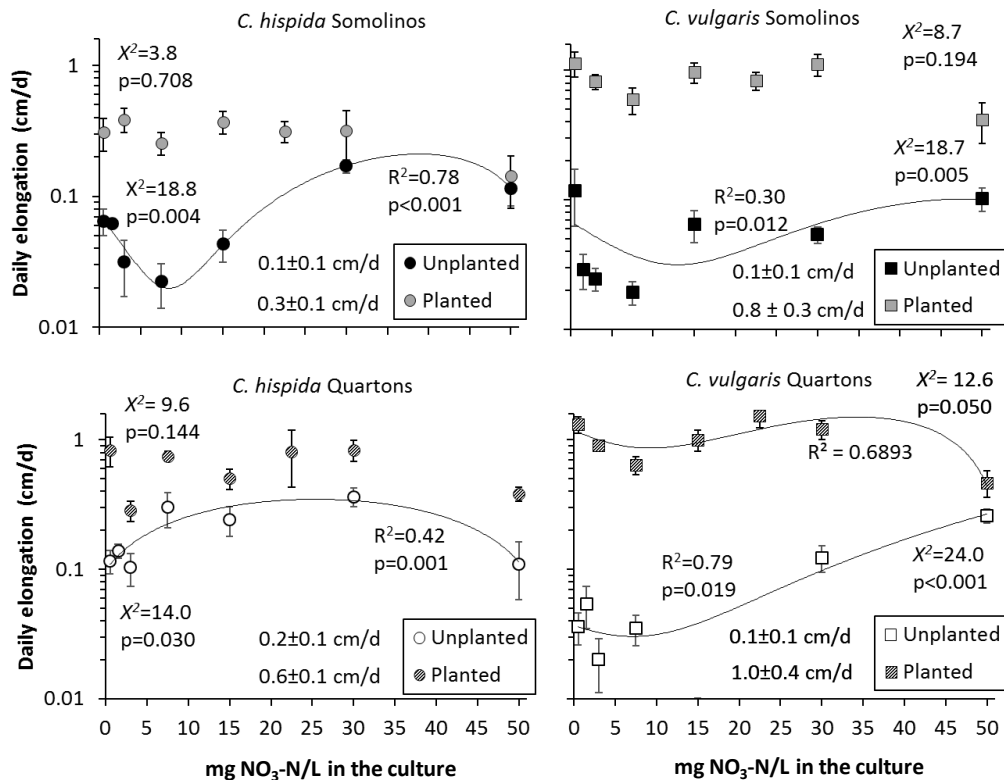 C. hispida Somolinos
X²=3.8
p=0.708
X²=18.8
p=0.004
R²=0.78
p<0.001
0.1±0.1 cm/d
0.3±0.1 cm/d
Unplanted
Planted
Daily elongation (cm/d)
1
0.1
0.01
C. vulgaris Somolinos
X²=8.7
p=0.194
X²=18.7
p=0.005
R²=0.30
p=0.012
0.1±0.1 cm/d
0.8 ± 0.3 cm/d
Unplanted
Planted
C. hispida Quartons
X²= 9.6
p=0.144
R²=0.42
p=0.001
X²=14.0
p=0.030
0.2±0.1 cm/d
0.6±0.1 cm/d
Unplanted
Planted
Daily elongation (cm/d)
1
0.1
0.01
0 5 10 15 20 25 30 35 40 45 50
mg NO₃-N/L in the culture
C. vulgaris Quartons
X²= 12.6
p=0.050
R² = 0.6893
R²=0.79
p=0.019
X²=24.0
p<0.001
0.1±0.1 cm/d
1.0±0.4 cm/d
Unplanted
Planted
0 5 10 15 20 25 30 35 40 45 50
mg NO₃-N/L in the culture